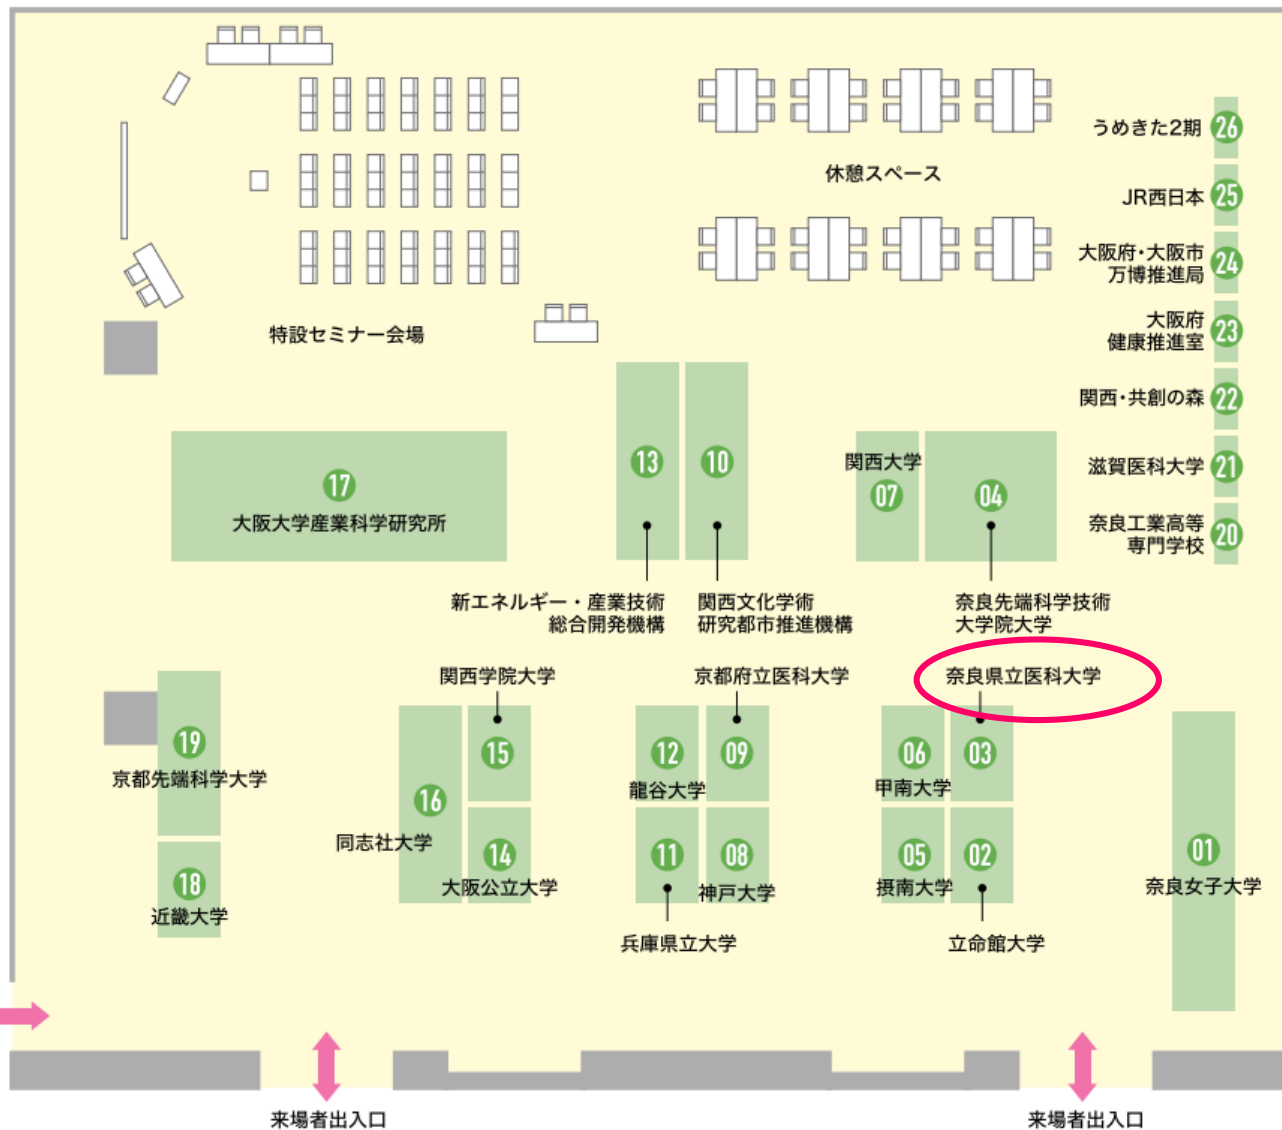 うめきた2期 26
休憩スペース
JR西日本 25
大阪府・大阪市
万博推進局
24
特設セミナー会場
大阪府
健康推進室
23
関西・共創の森 22
13
10
関西大学
07
04
滋賀医科大学 21
17
大阪大学産業科学研究所
奈良工業高等
専門学校
20
新エネルギー・産業技術
総合開発機構
関西文化学術
研究都市推進機構
奈良先端科学技術
大学院大学
関西学院大学
京都府立医科大学
奈良県立医科大学
19
京都先端科学大学
15
12
龍谷大学
09
06
甲南大学
03
16
同志社大学
14
大阪公立大学
11
08
神戸大学
05
摂南大学
02
01
奈良女子大学
18
近畿大学
兵庫県立大学
立命館大学
来場者出入口
来場者出入口